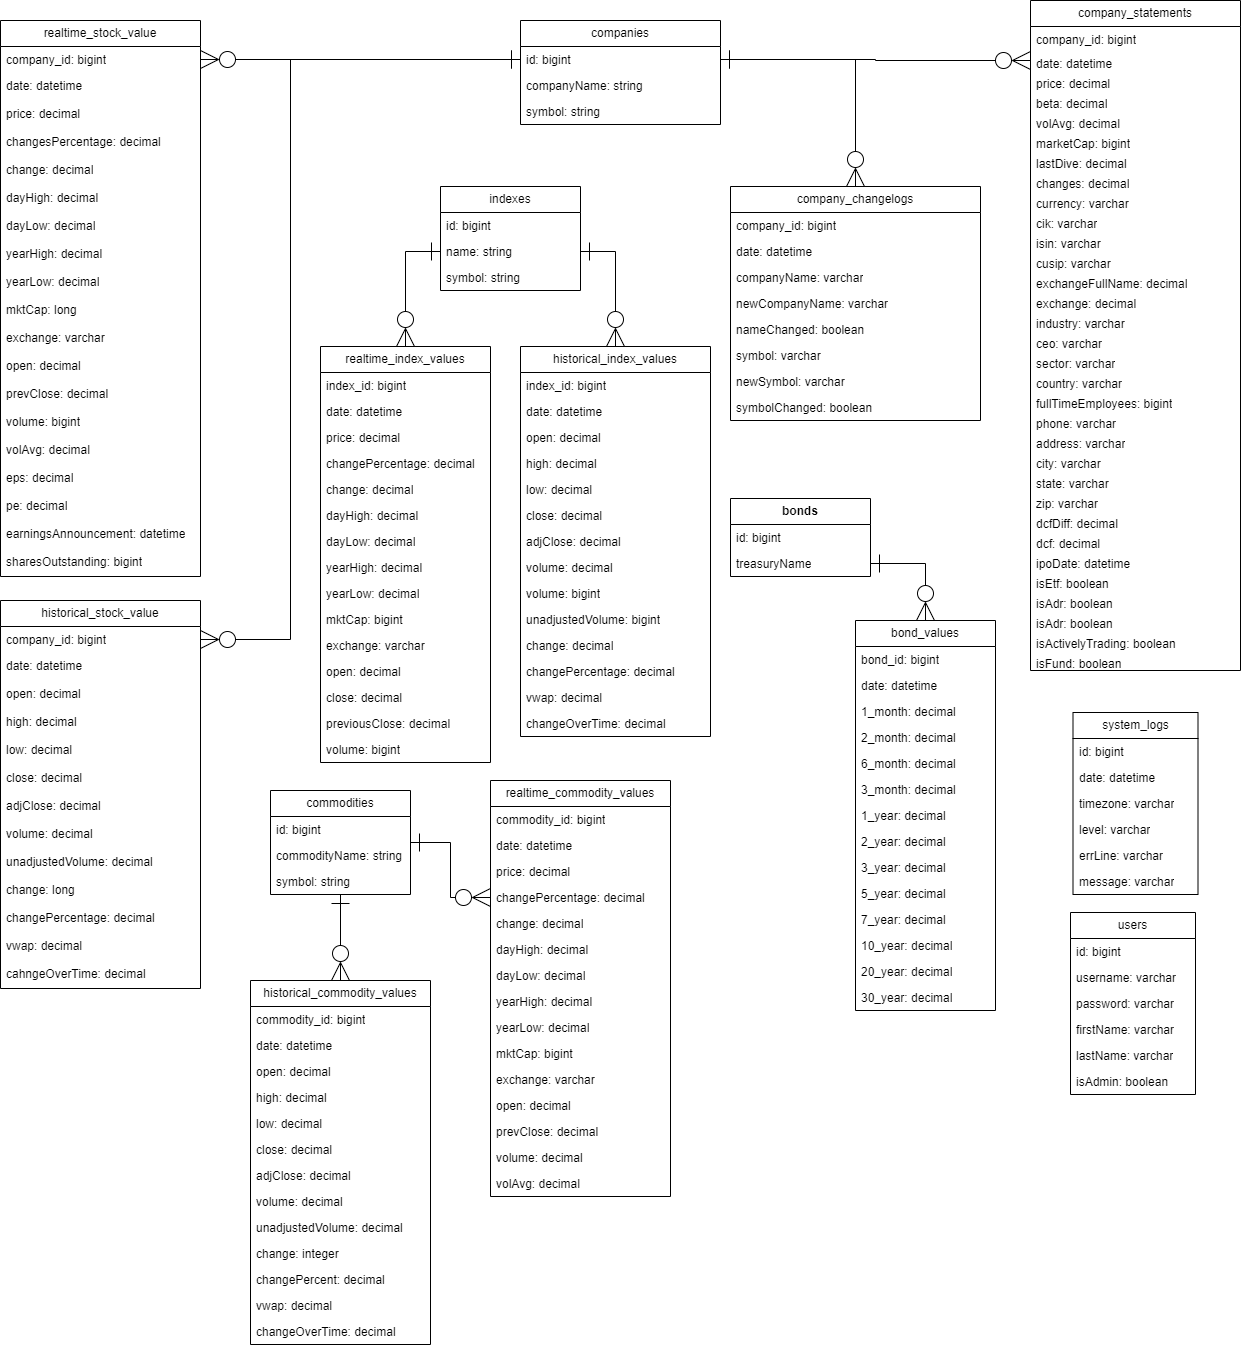 realtime_stock_value
company_id: bigint
date: datetime
price: decimal
changesPercentage: decimal
change: decimal
dayHigh: decimal
dayLow: decimal
yearHigh: decimal
yearLow: decimal
mktCap: long
exchange: varchar
open: decimal
prevClose: decimal
volume: bigint
volAvg: decimal
eps: decimal
pe: decimal
earningsAnnouncement: datetime
sharesOutstanding: bigint
historical_stock_value
company_id: bigint
date: datetime
open: decimal
high: decimal
low: decimal
close: decimal
adjClose: decimal
volume: decimal
unadjustedVolume: decimal
change: long
changePercentage: decimal
vwap: decimal
cahngeOverTime: decimal
companies
id: bigint
companyName: string
symbol: string
indexes
id: bigint
name: string
symbol: string
realtime_index_values
index_id: bigint
date: datetime
price: decimal
changePercentage: decimal
change: decimal
dayHigh: decimal
dayLow: decimal
yearHigh: decimal
yearLow: decimal
mktCap: bigint
exchange: varchar
open: decimal
close: decimal
previousClose: decimal
volume: bigint
historical_index_values
index_id: bigint
date: datetime
open: decimal
high: decimal
low: decimal
close: decimal
adjClose: decimal
volume: decimal
volume: bigint
unadjustedVolume: bigint
change: decimal
changePercentage: decimal
vwap: decimal
changeOverTime: decimal
commodities
id: bigint
commodityName: string
symbol: string
historical_commodity_values
commodity_id: bigint
date: datetime
open: decimal
high: decimal
low: decimal
close: decimal
adjClose: decimal
volume: decimal
unadjustedVolume: decimal
change: integer
changePercent: decimal
vwap: decimal
changeOverTime: decimal
realtime_commodity_values
commodity_id: bigint
date: datetime
price: decimal
changePercentage: decimal
change: decimal
dayHigh: decimal
dayLow: decimal
yearHigh: decimal
yearLow: decimal
mktCap: bigint
exchange: varchar
open: decimal
prevClose: decimal
volume: decimal
volAvg: decimal
company_changelogs
company_id: bigint
date: datetime
companyName: varchar
newCompanyName: varchar
nameChanged: boolean
symbol: varchar
newSymbol: varchar
symbolChanged: boolean
bonds
id: bigint
treasuryName
bond_values
bond_id: bigint
date: datetime
1_month: decimal
2_month: decimal
6_month: decimal
3_month: decimal
1_year: decimal
2_year: decimal
3_year: decimal
5_year: decimal
7_year: decimal
10_year: decimal
20_year: decimal
30_year: decimal
company_statements
company_id: bigint
date: datetime
price: decimal
beta: decimal
volAvg: decimal
marketCap: bigint
lastDive: decimal
changes: decimal
currency: varchar
cik: varchar
isin: varchar
cusip: varchar
exchangeFullName: decimal
exchange: decimal
industry: varchar
ceo: varchar
sector: varchar
country: varchar
fullTimeEmployees: bigint
phone: varchar
address: varchar
city: varchar
state: varchar
zip: varchar
dcfDiff: decimal
dcf: decimal
ipoDate: datetime
isEtf: boolean
isAdr: boolean
isAdr: boolean
isActivelyTrading: boolean
isFund: boolean
system_logs
id: bigint
date: datetime
timezone: varchar
level: varchar
errLine: varchar
message: varchar
users
id: bigint
username: varchar
password: varchar
firstName: varchar
lastName: varchar
isAdmin: boolean